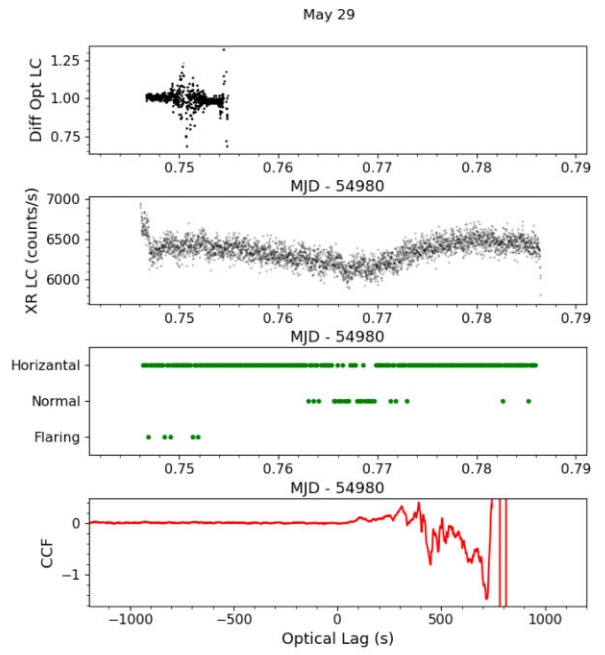 May 29
Diff Opt LC
1.25
1.00
0.75
0.75 0.76 0.77 0.78 0.79
MJD - 54980
XR LC (counts/s)
7000
6500
6000
0.75 0.76 0.77 0.78 0.79
MJD - 54980
Horizantal
Normal
Flaring
0.75 0.76 0.77 0.78 0.79
MJD - 54980
CCF
0
−1
−1000 −500 0 500 1000
Optical Lag (s)